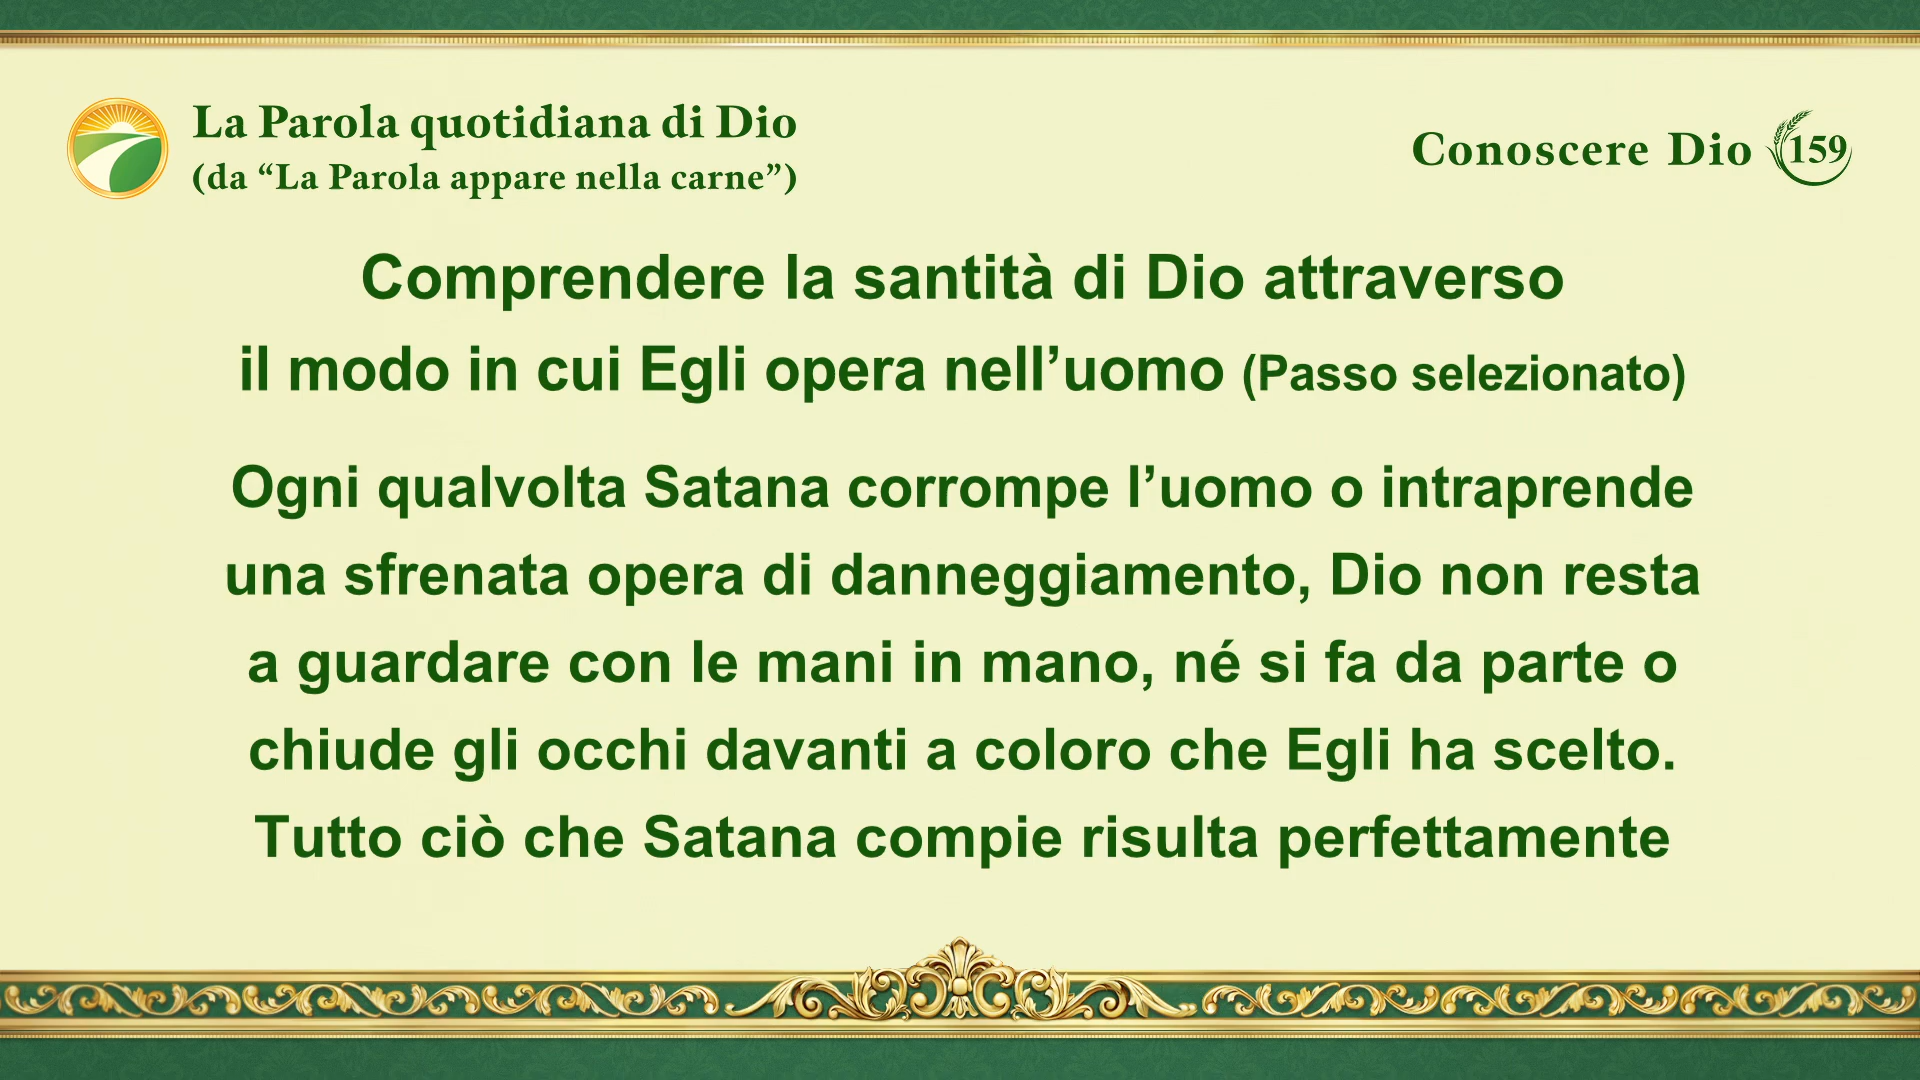 La Parola quotidiana di Dio
(da “La Parola appare nella carne”)
Conoscere Dio 159
Comprendere la santità di Dio attraverso
il modo in cui Egli opera nell’uomo (Passo selezionato)
Ogni qualvolta Satana corrompe l’uomo o intraprende
una sfrenata opera di danneggiamento, Dio non resta
a guardare con le mani in mano, né si fa da parte o
chiude gli occhi davanti a coloro che Egli ha scelto.
Tutto ciò che Satana compie risulta perfettamente